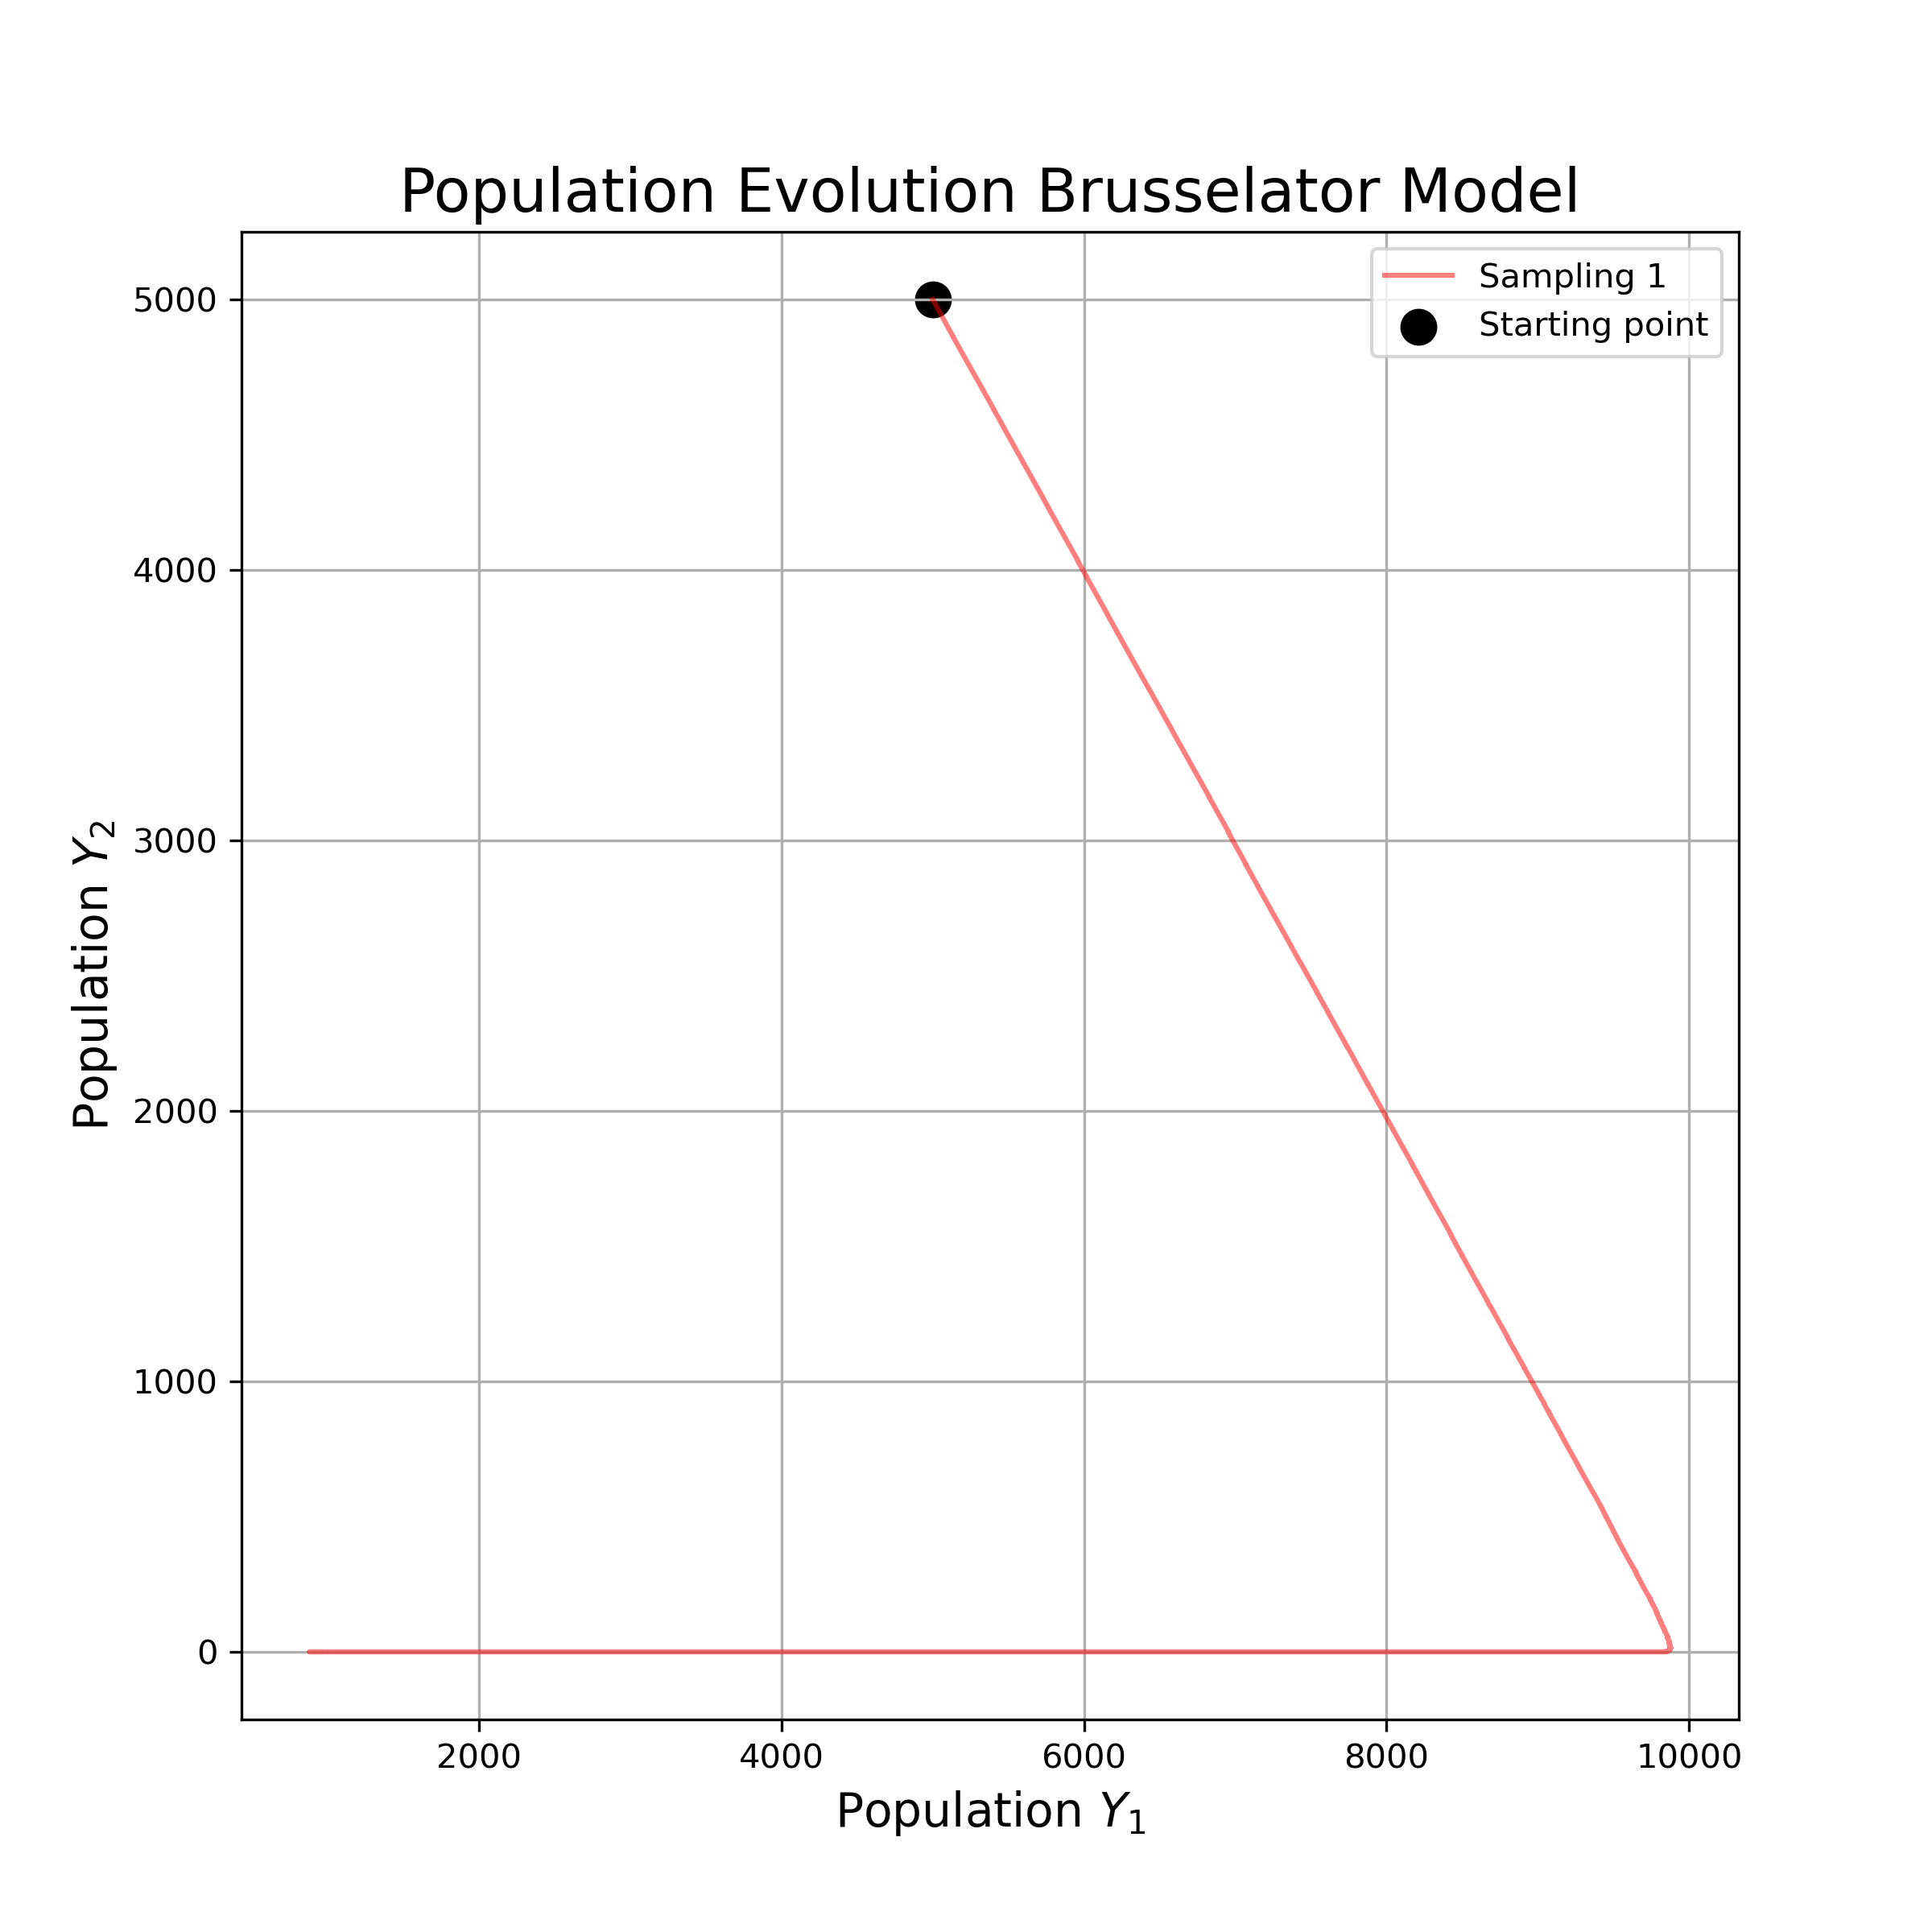 Population Evolution Brusselator Model
Sampling 1
Starting point
5000
4000
3000
2000
1000
0
Population Y₂
2000 4000 6000 8000 10000
Population Y₁